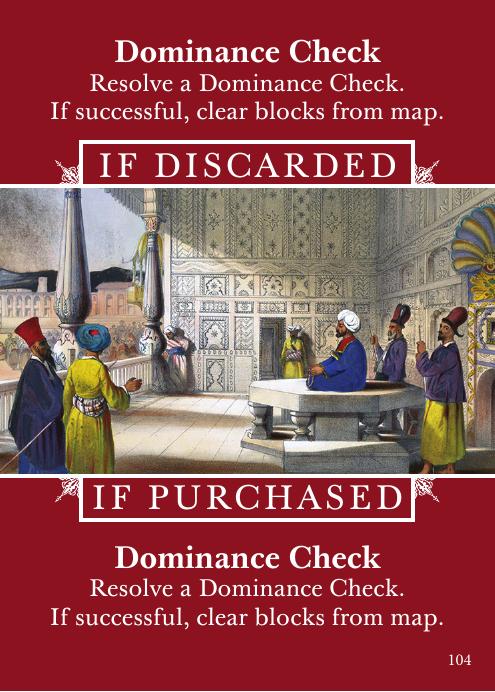 Dominance Check
Resolve a Dominance Check.
If successful, clear blocks from map.
IF DISCARDED
IF PURCHASED
Dominance Check
Resolve a Dominance Check.
If successful, clear blocks from map.
104